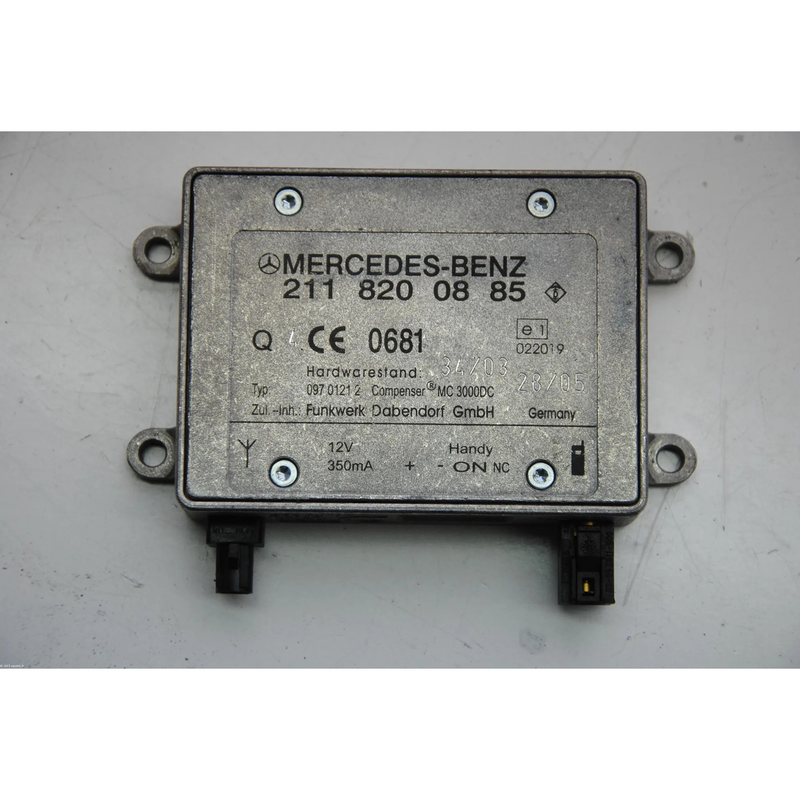 MERCEDES-BENZ
211 820 08 85
Q 4 CE 0681 e1
022019
Hardwarestand: 34/03 28/05
Typ 097 0121 2 Compenser® MC 3000DC
Zul.-Inh.: Funkwerk Dabendorf GmbH Germany
12V Handy
350mA + - ON NC